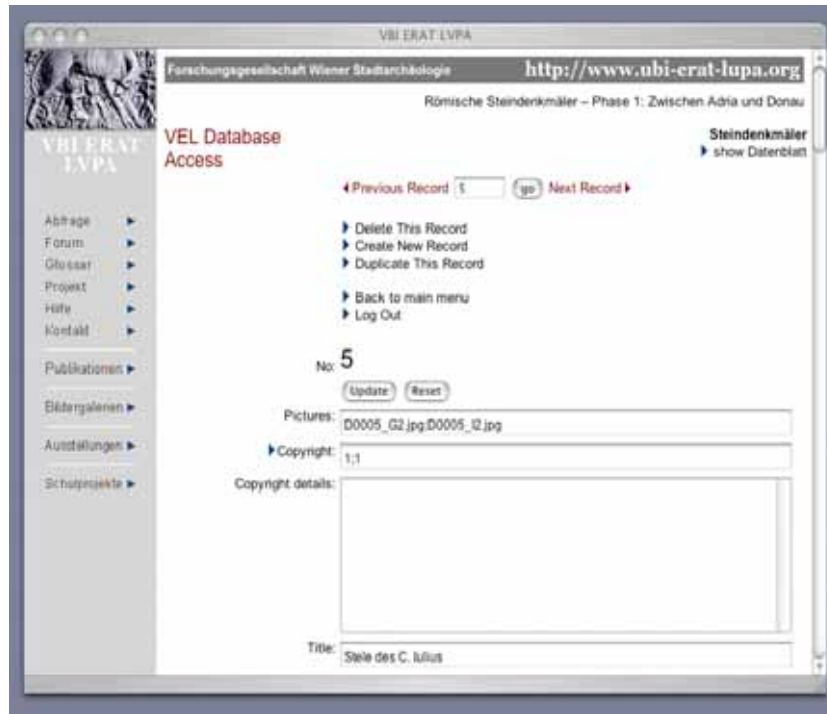 VBI ERAT LVPA
Forschungsgesellschaft Wiener Stadtarchäologie
http://www.ubi-erat-lupa.org
Römische Steindenkmäler – Phase 1: Zwischen Adria und Donau
VBI ERAT
LVPA
VEL Database
Access
Steindenkmäler
show Datenblatt
Previous Record 5 go Next Record
Delete This Record
Create New Record
Duplicate This Record
Back to main menu
Log Out
Abfrage
Forum
Glossar
Projekt
Hilfe
Kontakt
Publikationen
Bildergalerien
Ausstellungen
Schulprojekte
No: 5
Update Reset
Pictures: D0005_G2.jpg;D0005_I2.jpg
Copyright: 1;1
Copyright details:
Title: Stele des C. Iulius